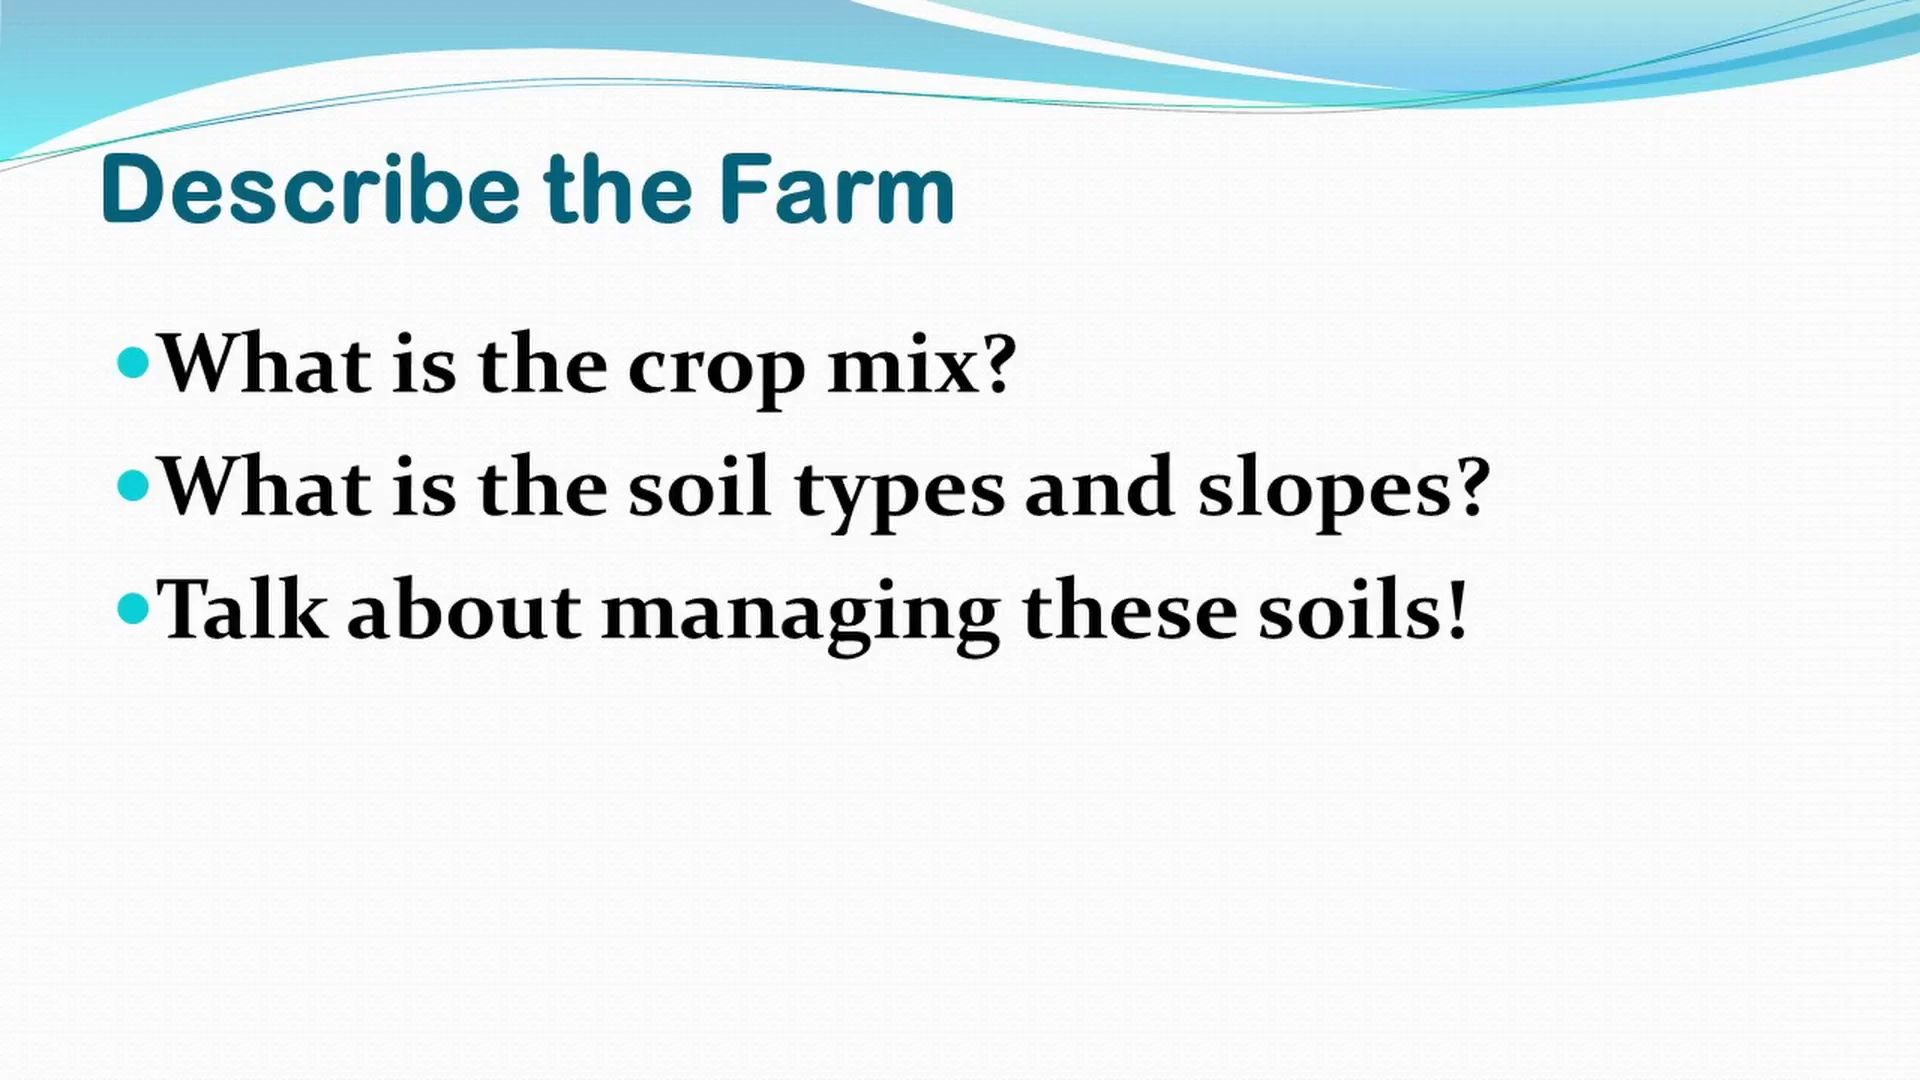 Describe the Farm
•What is the crop mix?
•What is the soil types and slopes?
•Talk about managing these soils!